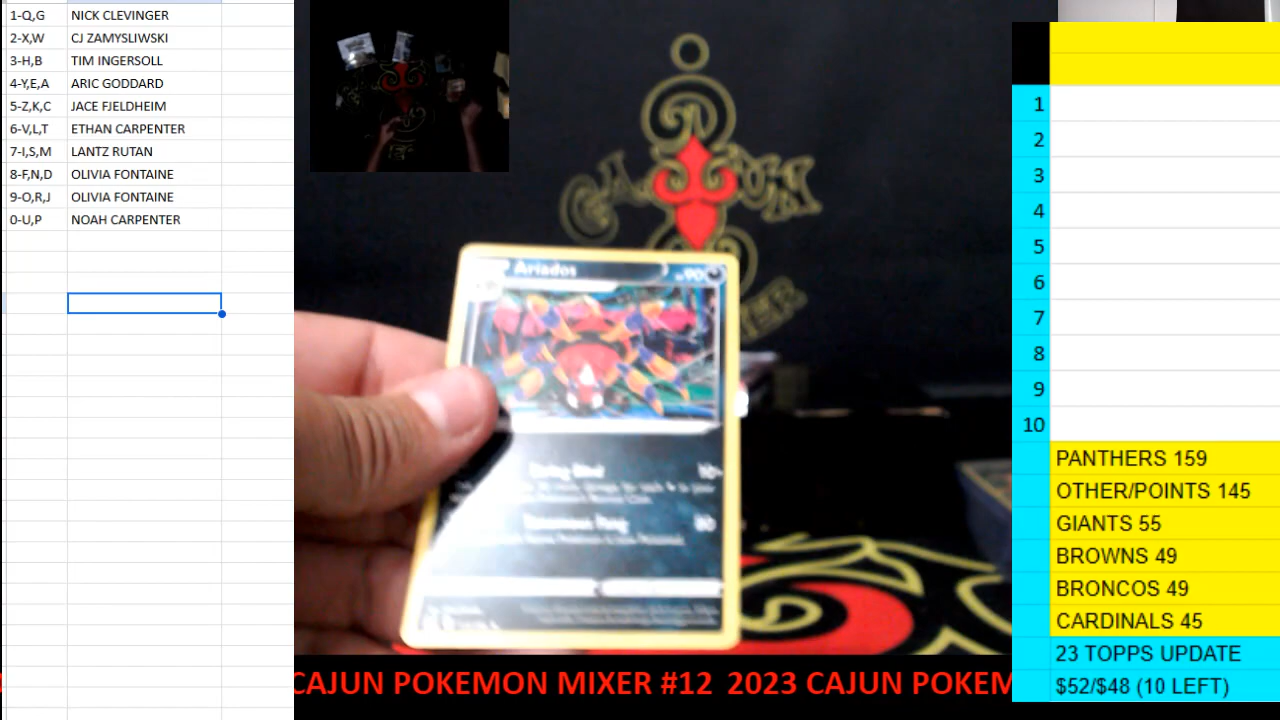 1-Q,G NICK CLEVINGER
2-X,W CJ ZAMYSLIWSKI
3-H,B TIM INGERSOLL
4-Y,E,A ARIC GODDARD
5-Z,K,C JACE FJELDHEIM
6-V,L,T ETHAN CARPENTER
7-I,S,M LANTZ RUTAN
8-F,N,D OLIVIA FONTAINE
9-O,R,J OLIVIA FONTAINE
0-U,P NOAH CARPENTER
Ariados 90
80
CAJUN POKEMON MIXER #12 2023 CAJUN POKEM
1
2
3
4
5
6
7
8
9
10
PANTHERS 159
OTHER/POINTS 145
GIANTS 55
BROWNS 49
BRONCOS 49
CARDINALS 45
23 TOPPS UPDATE
$52/$48 (10 LEFT)